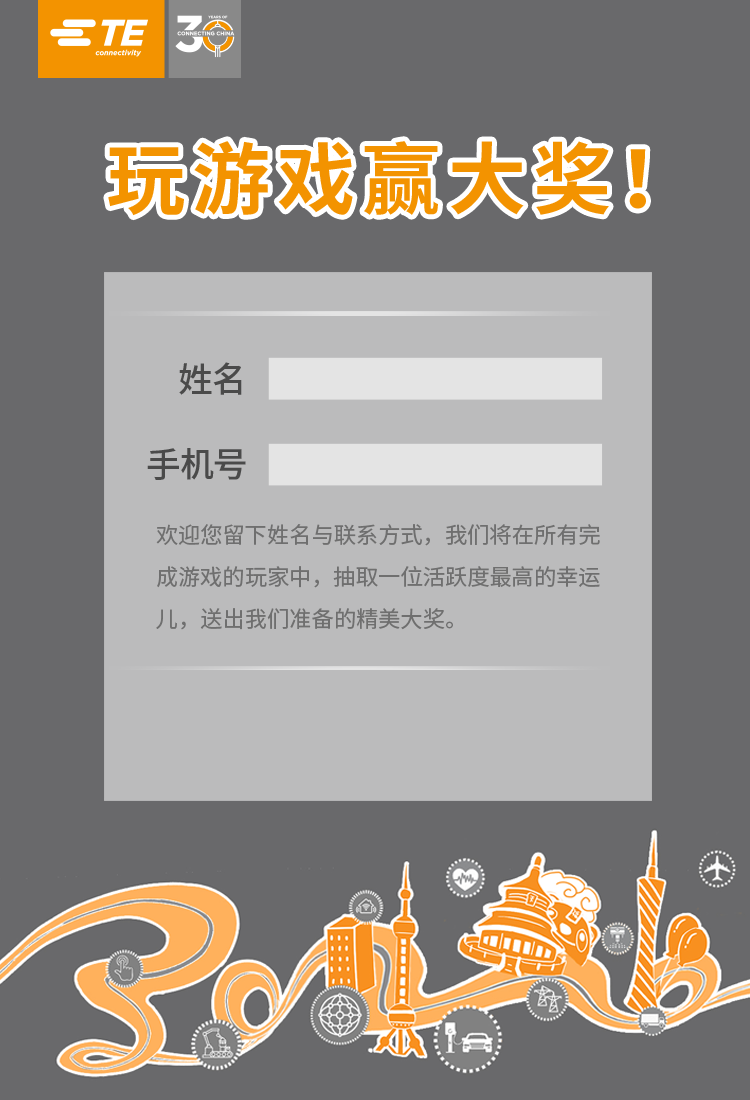 TE
connectivity
30
YEARS OF
CONNECTING CHINA
玩游戏赢大奖！
姓名
手机号
欢迎您留下姓名与联系方式，我们将在所有完
成游戏的玩家中，抽取一位活跃度最高的幸运
儿，送出我们准备的精美大奖。